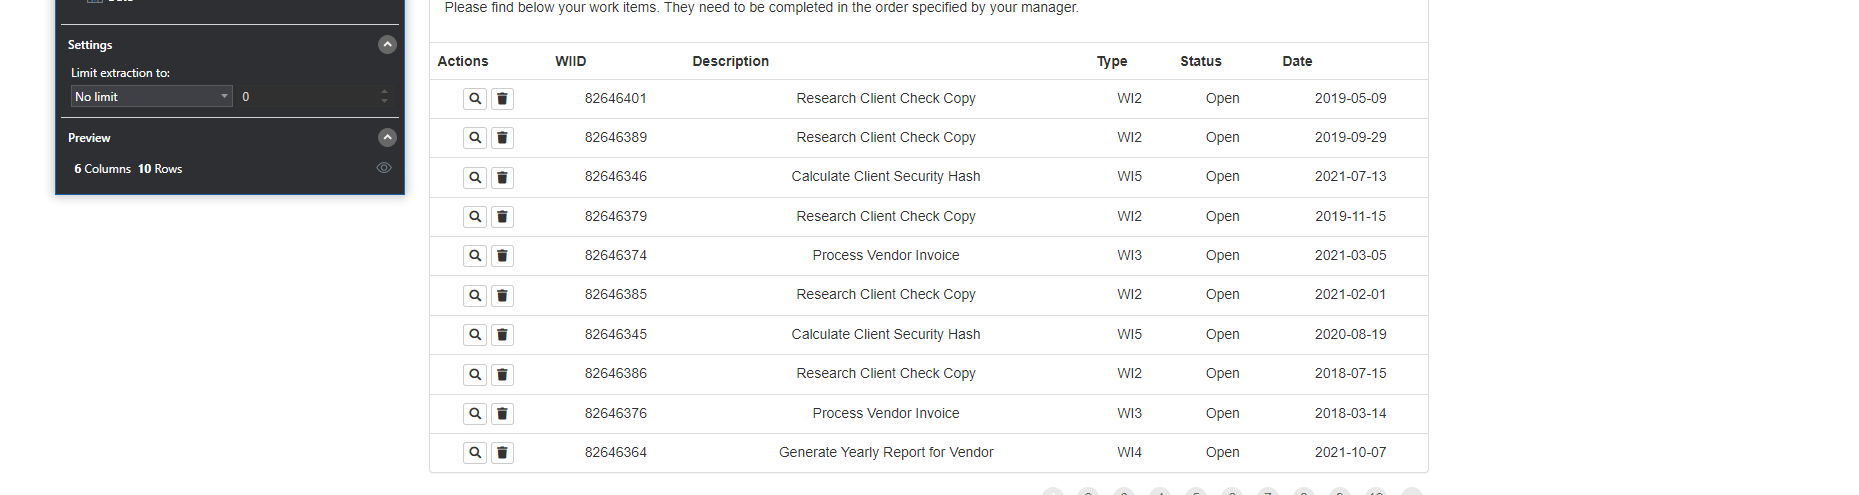 Please find below your work items. They need to be completed in the order specified by your manager.
Settings
Limit extraction to:
No limit 0
Preview
6 Columns 10 Rows
Actions WIID Description Type Status Date
82646401 Research Client Check Copy WI2 Open 2019-05-09
82646389 Research Client Check Copy WI2 Open 2019-09-29
82646346 Calculate Client Security Hash WI5 Open 2021-07-13
82646379 Research Client Check Copy WI2 Open 2019-11-15
82646374 Process Vendor Invoice WI3 Open 2021-03-05
82646385 Research Client Check Copy WI2 Open 2021-02-01
82646345 Calculate Client Security Hash WI5 Open 2020-08-19
82646386 Research Client Check Copy WI2 Open 2018-07-15
82646376 Process Vendor Invoice WI3 Open 2018-03-14
82646364 Generate Yearly Report for Vendor WI4 Open 2021-10-07